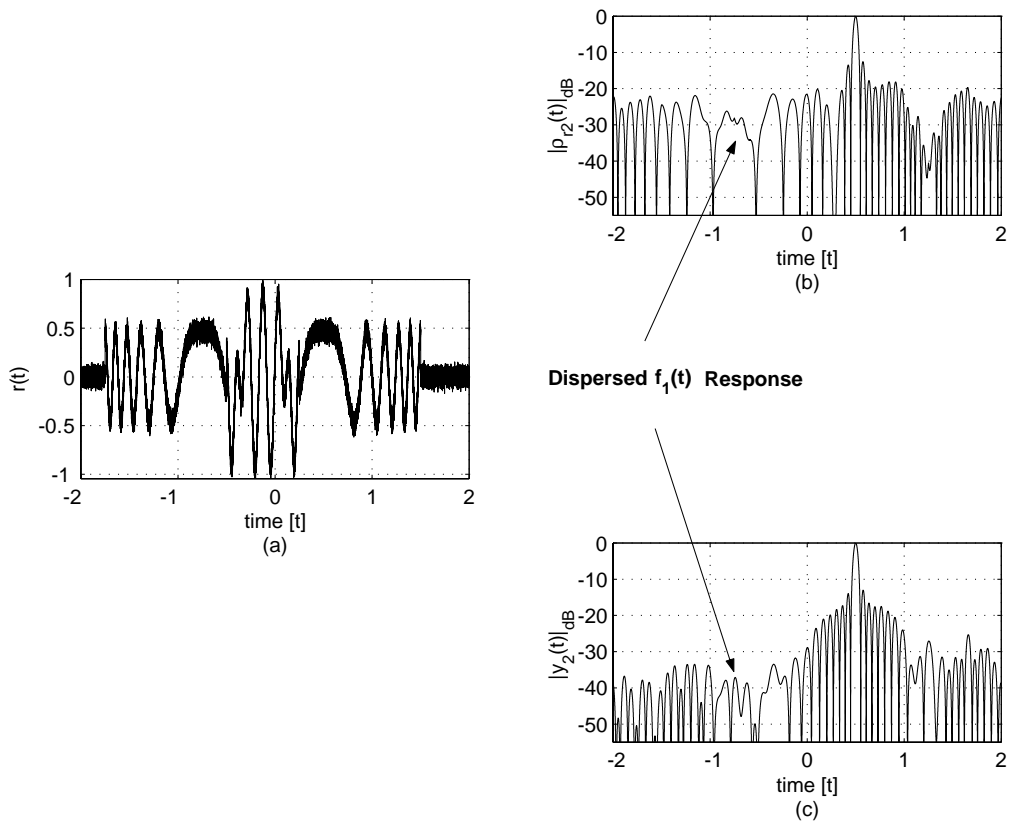 0
-10
-20
-30
-40
-50
|ρr2(t)|dB
-2 -1 0 1 2
time [t]
(b)
1
0.5
0
-0.5
-1
r(t)
-2 -1 0 1 2
time [t]
(a)
Dispersed f1(t) Response
0
-10
-20
-30
-40
-50
|y2(t)|dB
-2 -1 0 1 2
time [t]
(c)